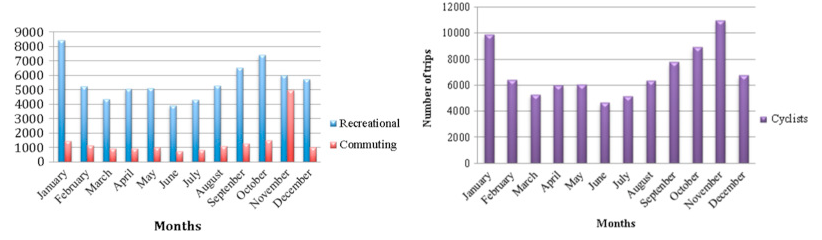 9000
8000
7000
6000
5000
4000
3000
2000
1000
0
January
February
March
April
May
June
July
August
September
October
November
December
Months
Recreational
Commuting
Number of trips
12000
10000
8000
6000
4000
2000
0
January
February
March
April
May
June
July
August
September
October
November
December
Months
Cyclists